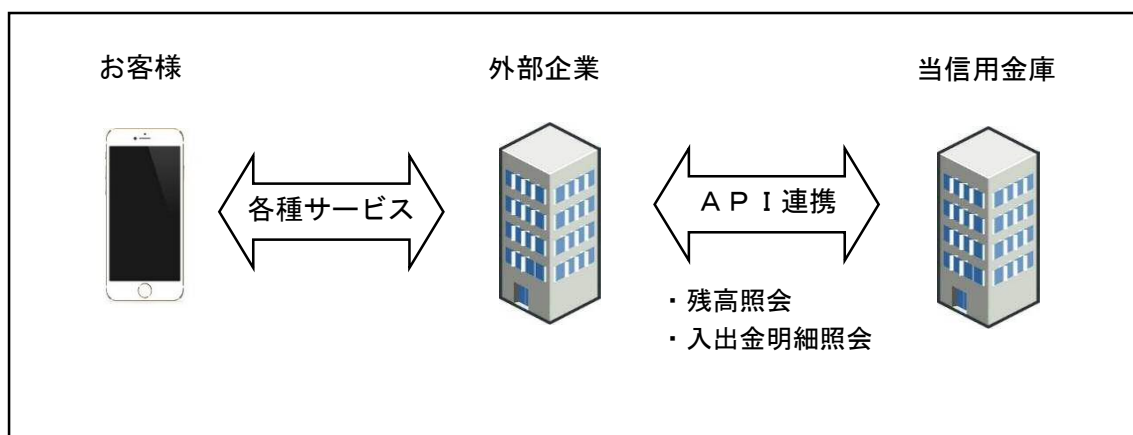 お客様
外部企業
当信用金庫
各種サービス
ＡＰＩ連携
・残高照会
・入出金明細照会